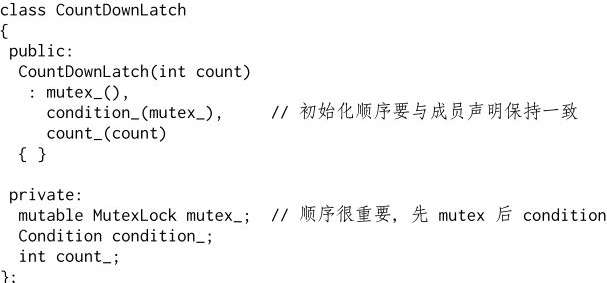 class CountDownLatch
{
 public:
  CountDownLatch(int count)
   : mutex_(),
     condition_(mutex_),     // 初始化顺序要与成员声明保持一致
     count_(count)
  { }

 private:
  mutable MutexLock mutex_;  // 顺序很重要, 先 mutex 后 condition
  Condition condition_;
  int count_;
};